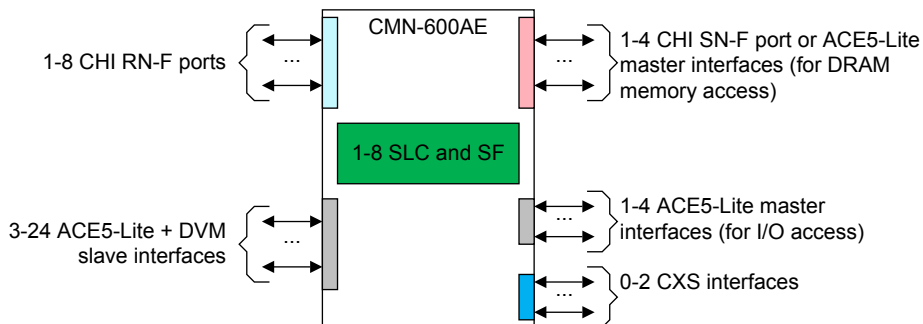 CMN-600AE
1-8 CHI RN-F ports
...
...
1-4 CHI SN-F port or ACE5-Lite
master interfaces (for DRAM
memory access)
1-8 SLC and SF
3-24 ACE5-Lite + DVM
slave interfaces
...
...
1-4 ACE5-Lite master
interfaces (for I/O access)
...
0-2 CXS interfaces